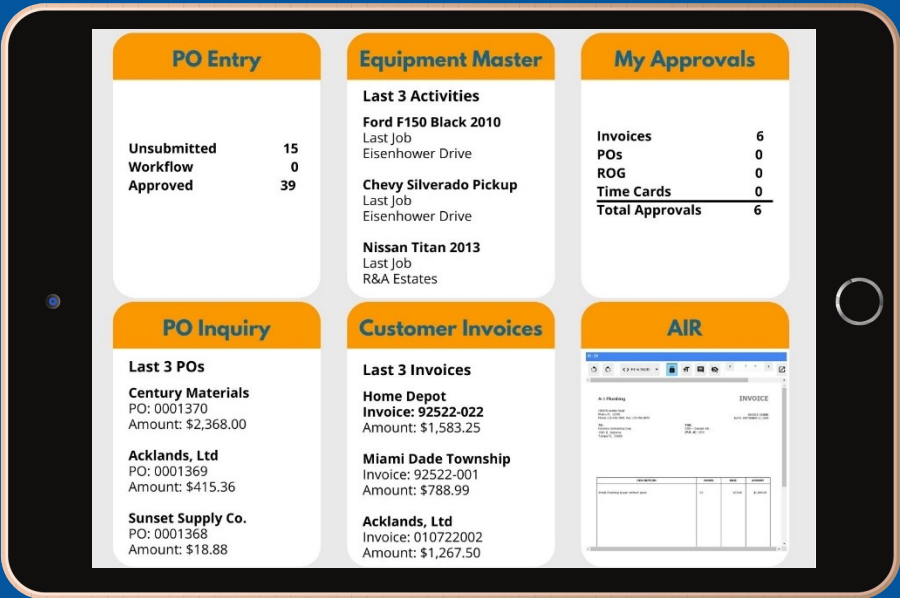 PO Entry
Unsubmitted 15
Workflow 0
Approved 39
Equipment Master
Last 3 Activities
Ford F150 Black 2010
Last Job
Eisenhower Drive
Chevy Silverado Pickup
Last Job
Eisenhower Drive
Nissan Titan 2013
Last Job
R&A Estates
My Approvals
Invoices 6
POs 0
ROG 0
Time Cards 0
Total Approvals 6
PO Inquiry
Last 3 POs
Century Materials
PO: 0001370
Amount: $2,368.00
Acklands, Ltd
PO: 0001369
Amount: $415.36
Sunset Supply Co.
PO: 0001368
Amount: $18.88
Customer Invoices
Last 3 Invoices
Home Depot
Invoice: 92522-022
Amount: $1,583.25
Miami Dade Township
Invoice: 92522-001
Amount: $788.99
Acklands, Ltd
Invoice: 010722002
Amount: $1,267.50
AIR
A-1 Plumbing
INVOICE